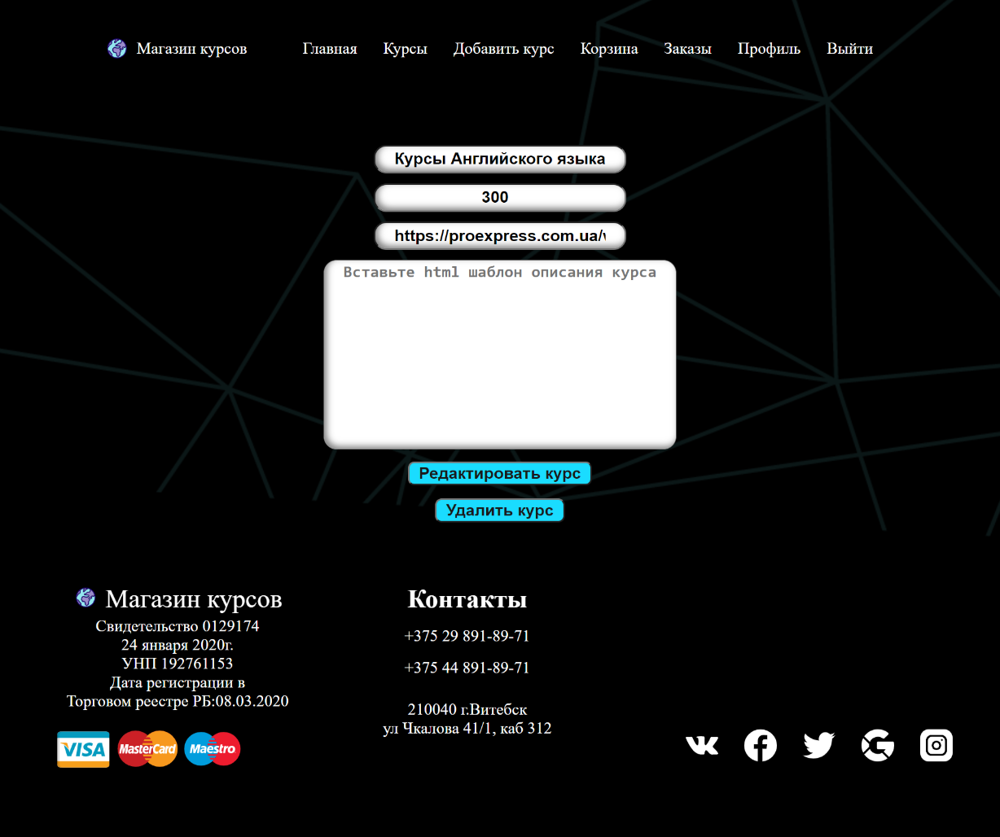 Магазин курсов
Главная
Курсы
Добавить курс
Корзина
Заказы
Профиль
Выйти
Курсы Английского языка
300
https://proexpress.com.ua/
Вставьте html шаблон описания курса
Редактировать курс
Удалить курс
Магазин курсов
Свидетельство 0129174
24 января 2020г.
УНП 192761153
Дата регистрации в
Торговом реестре РБ:08.03.2020
VISA
MasterCard
Maestro
Контакты
+375 29 891-89-71
+375 44 891-89-71
210040 г.Витебск
ул Чкалова 41/1, каб 312